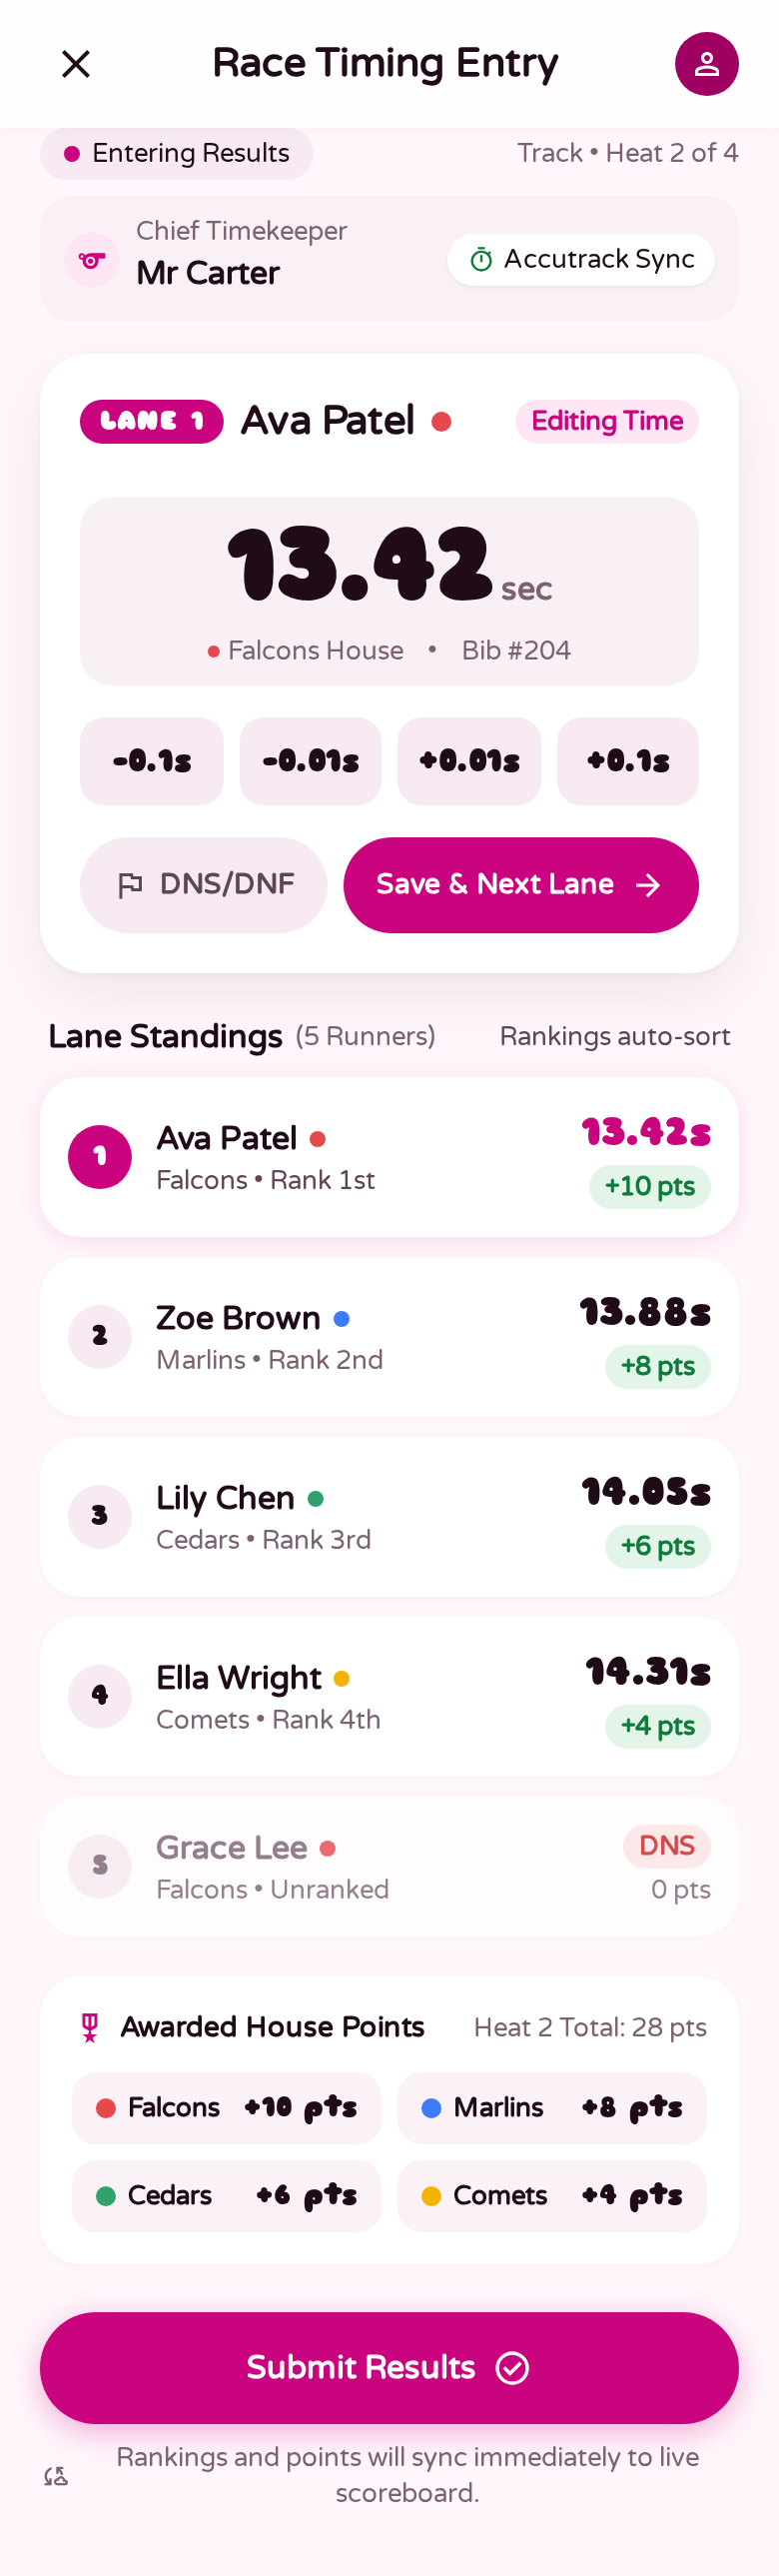 Race Timing Entry
Entering Results
Track • Heat 2 of 4
Chief Timekeeper
Mr Carter
Accutrack Sync
LANE 1
Ava Patel
Editing Time
13.42 sec
Falcons House • Bib #204
-0.1s
-0.01s
+0.01s
+0.1s
DNS/DNF
Save & Next Lane
Lane Standings (5 Runners)
Rankings auto-sort
1
Ava Patel
Falcons • Rank 1st
13.42s
+10 pts
2
Zoe Brown
Marlins • Rank 2nd
13.88s
+8 pts
3
Lily Chen
Cedars • Rank 3rd
14.05s
+6 pts
4
Ella Wright
Comets • Rank 4th
14.31s
+4 pts
5
Grace Lee
Falcons • Unranked
DNS
0 pts
Awarded House Points
Heat 2 Total: 28 pts
Falcons +10 pts
Marlins +8 pts
Cedars +6 pts
Comets +4 pts
Submit Results
Rankings and points will sync immediately to live
scoreboard.